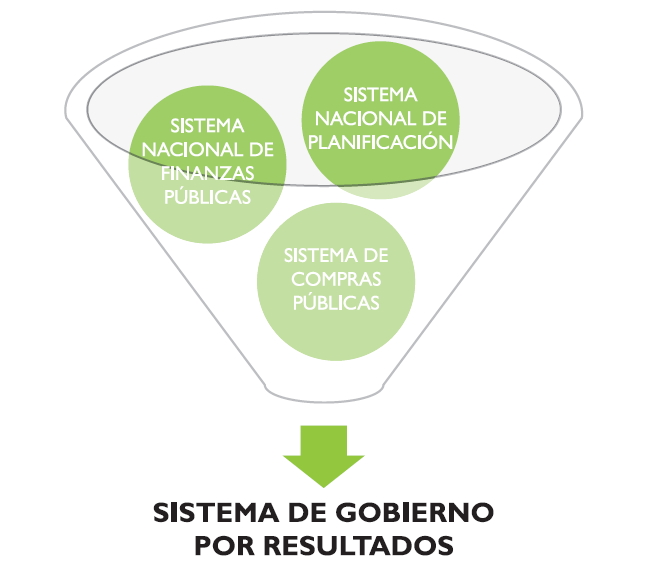 SISTEMA
NACIONAL DE
FINANZAS
PÚBLICAS
SISTEMA
NACIONAL DE
PLANIFICACIÓN
SISTEMA DE
COMPRAS
PÚBLICAS
SISTEMA DE GOBIERNO
POR RESULTADOS